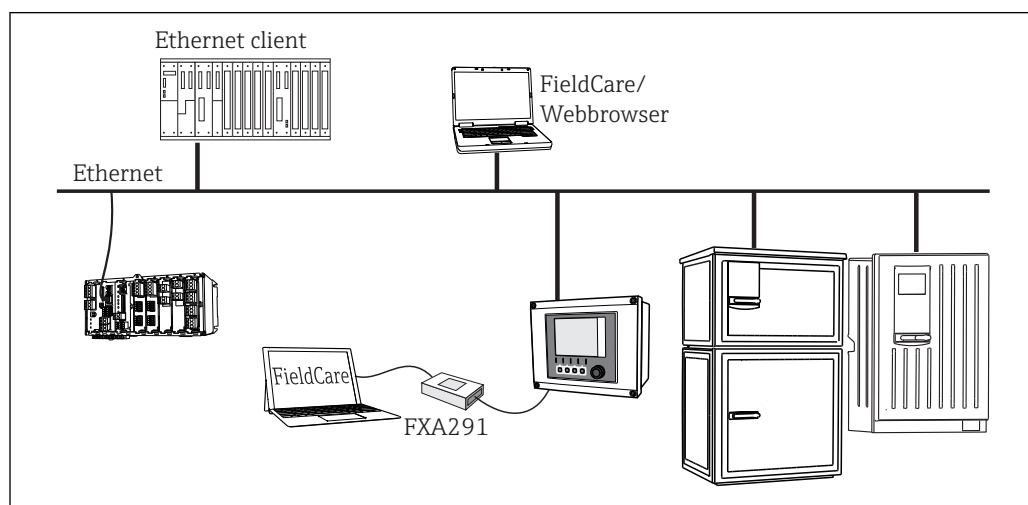 Ethernet client
FieldCare/
Webbrowser
Ethernet
FieldCare
FXA291